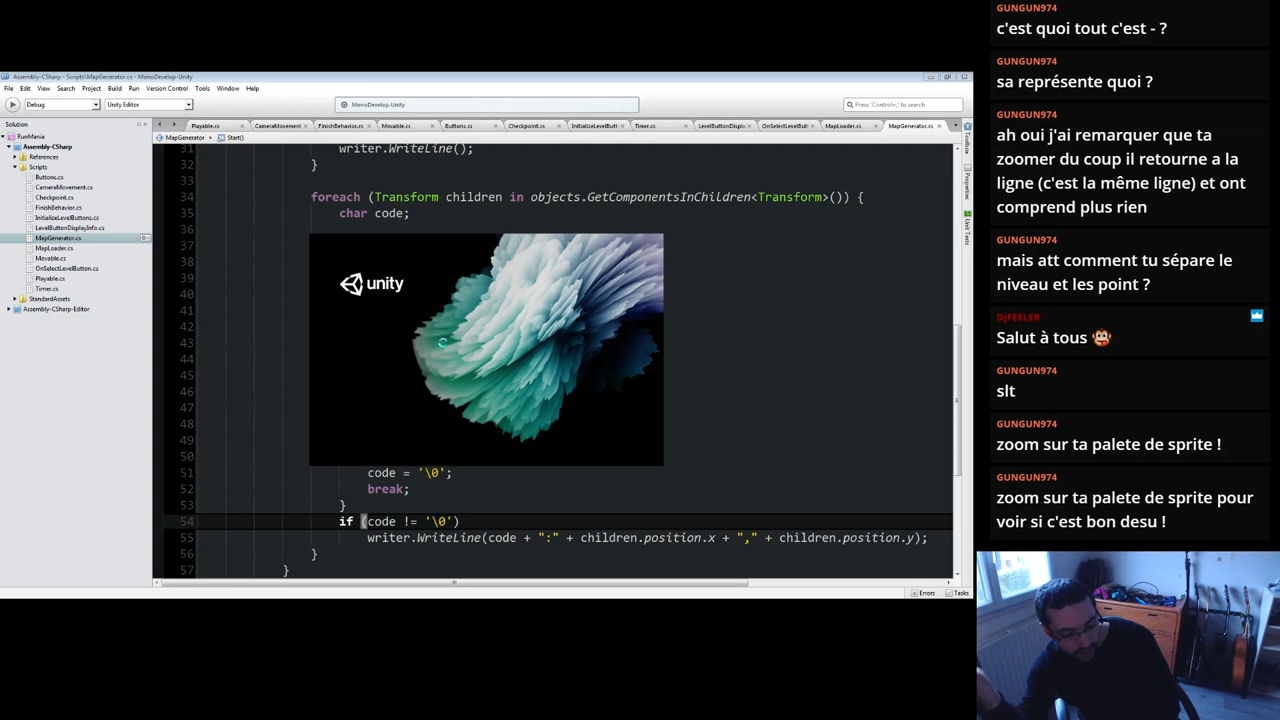 Assembly-CSharp - Scripts\MapGenerator.cs - MonoDevelop-Unity
File Edit View Search Project Build Run Version Control Tools Window Help
Debug Unity Editor MonoDevelop-Unity Press 'Control+,' to search
Solution
RunMania
Assembly-CSharp
References
Scripts
Buttons.cs
CameraMovement.cs
Checkpoint.cs
FinishBehavior.cs
InitializeLevelButtons.cs
LevelButtonDisplayInfo.cs
MapGenerator.cs
MapLoader.cs
Movable.cs
OnSelectLevelButton.cs
Playable.cs
Timer.cs
StandardAssets
Assembly-CSharp-Editor
Playable.cs CameraMovement FinishBehavior.cs Movable.cs Buttons.cs Checkpoint.cs InitializeLevelButt Timer.cs LevelButtonDispla OnSelectLevelButt MapLoader.cs MapGenerator.cs
MapGenerator Start()
31 writer.WriteLine();
32 }
33
34 foreach (Transform children in objects.GetComponentsInChildren<Transform>()) {
35 char code;
36
37
38
39
40
41
42
43
44
45
46
47
48
49
50
51 code = '\0';
52 break;
53 }
54 if (code != '\0')
55 writer.WriteLine(code + ":" + children.position.x + "," + children.position.y);
56 }
57 }
unity
Toolbox
Properties
Unit Tests
Errors Tasks
GUNGUN974
c'est quoi tout c'est - ?
GUNGUN974
sa représente quoi ?
GUNGUN974
ah oui j'ai remarquer que ta
zoomer du coup il retourne a la
ligne (c'est la même ligne) et ont
comprend plus rien
GUNGUN974
mais att comment tu sépare le
niveau et les point ?
DJFEELER
Salut à tous
GUNGUN974
slt
GUNGUN974
zoom sur ta palete de sprite !
GUNGUN974
zoom sur ta palete de sprite pour
voir si c'est bon desu !